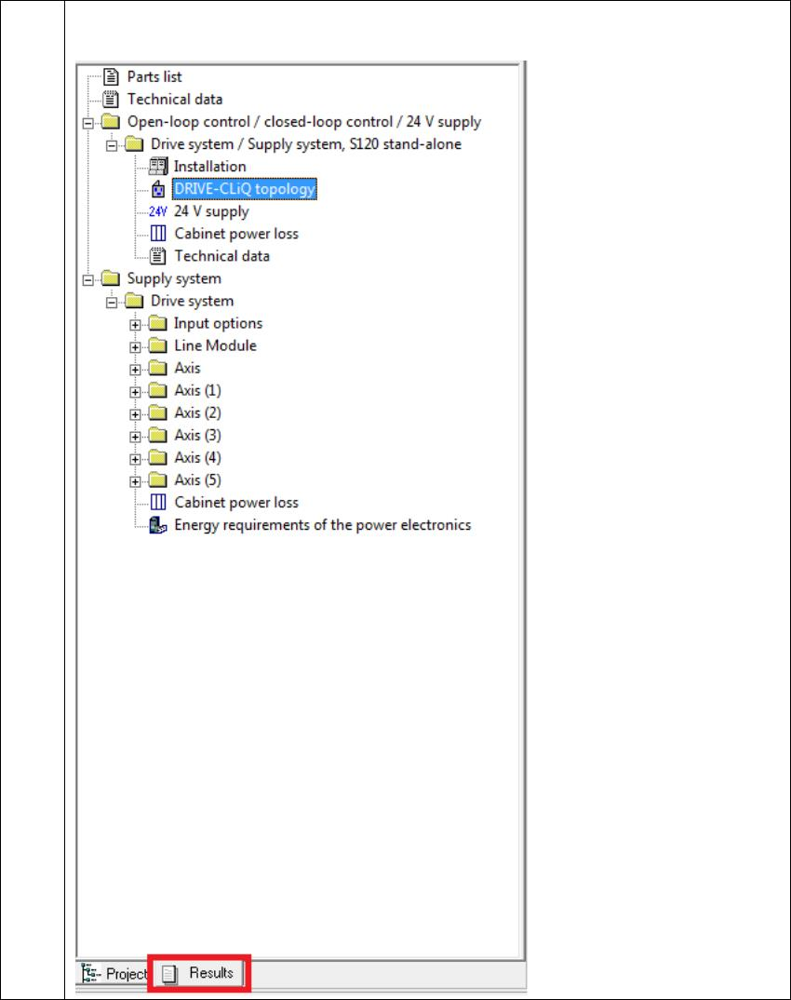 Parts list
Technical data
Open-loop control / closed-loop control / 24 V supply
Drive system / Supply system, S120 stand-alone
Installation
DRIVE-CLiQ topology
24V 24 V supply
Cabinet power loss
Technical data
Supply system
Drive system
Input options
Line Module
Axis
Axis (1)
Axis (2)
Axis (3)
Axis (4)
Axis (5)
Cabinet power loss
Energy requirements of the power electronics
Project Results